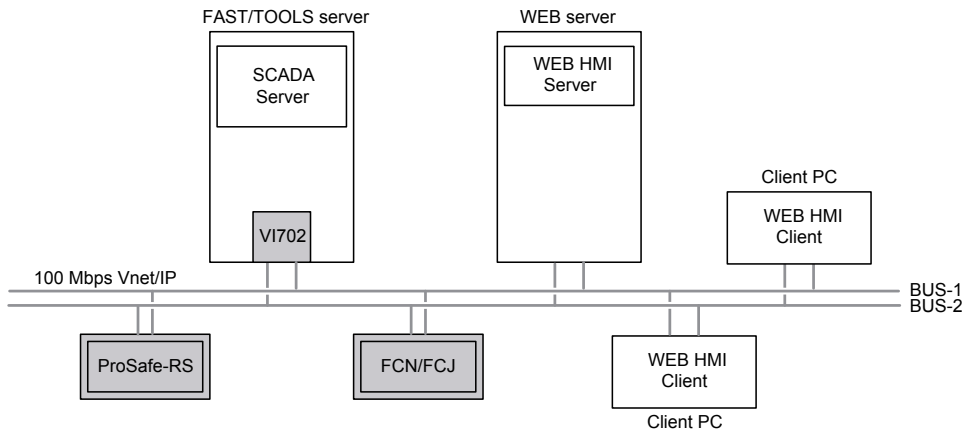 FAST/TOOLS server
WEB server
SCADA
Server
WEB HMI
Server
Client PC
WEB HMI
Client
VI702
100 Mbps Vnet/IP
BUS-1
BUS-2
ProSafe-RS
FCN/FCJ
WEB HMI
Client
Client PC